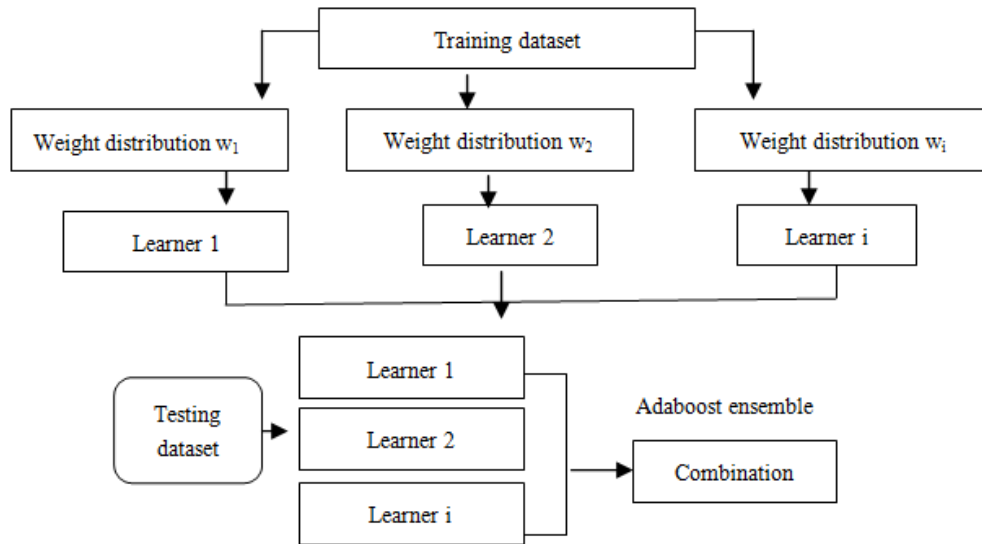 Training dataset
Weight distribution w₁
Weight distribution w₂
Weight distribution wᵢ
Learner 1
Learner 2
Learner i
Learner 1
Testing
dataset
Learner 2
Learner i
Adaboost ensemble
Combination